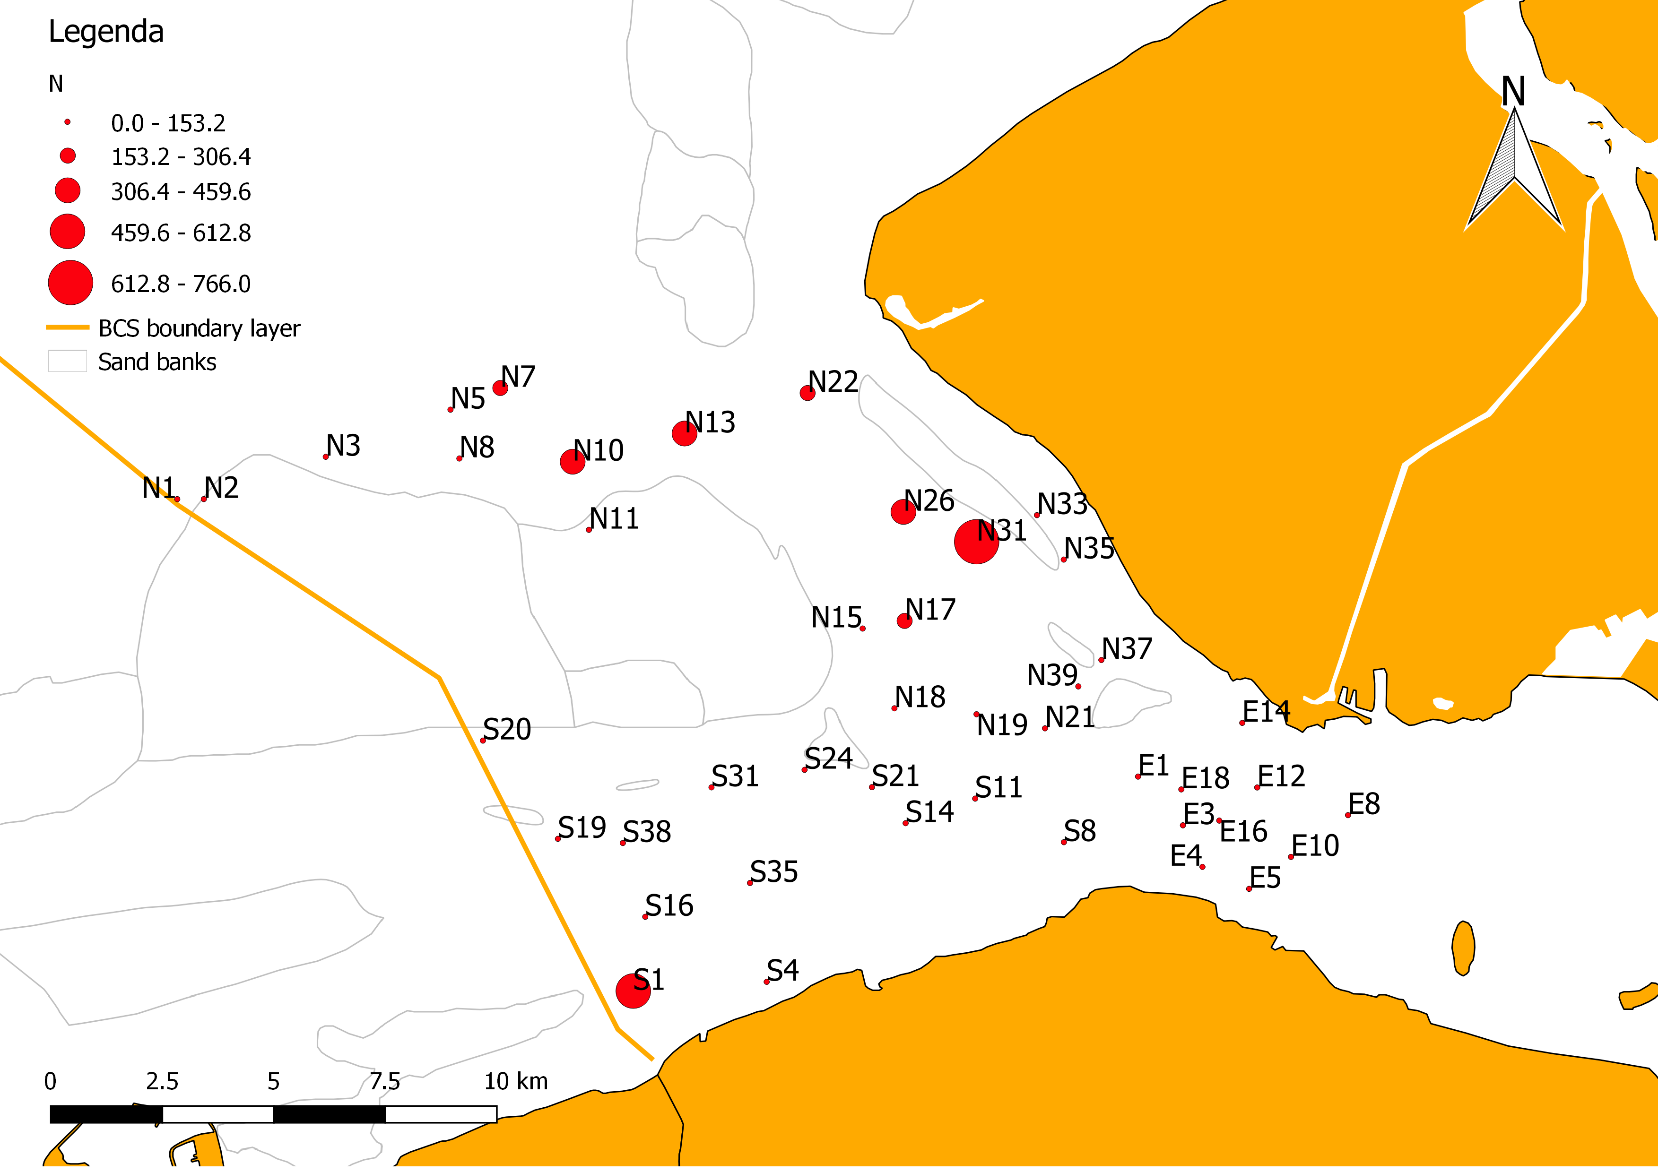 Legenda
N
0.0 - 153.2
153.2 - 306.4
306.4 - 459.6
459.6 - 612.8
612.8 - 766.0
BCS boundary layer
Sand banks
N
N7
N5
N22
N13
N3
N8
N10
N1
N2
N11
N26
N33
N31
N35
N15
N17
N37
N39
N18
N19
N21
E14
S20
S24
S31
S21
S11
E1
E18
E12
S14
E3
E16
E8
S19
S38
S8
E4
E10
S35
E5
S16
S1
S4
0 2.5 5 7.5 10 km